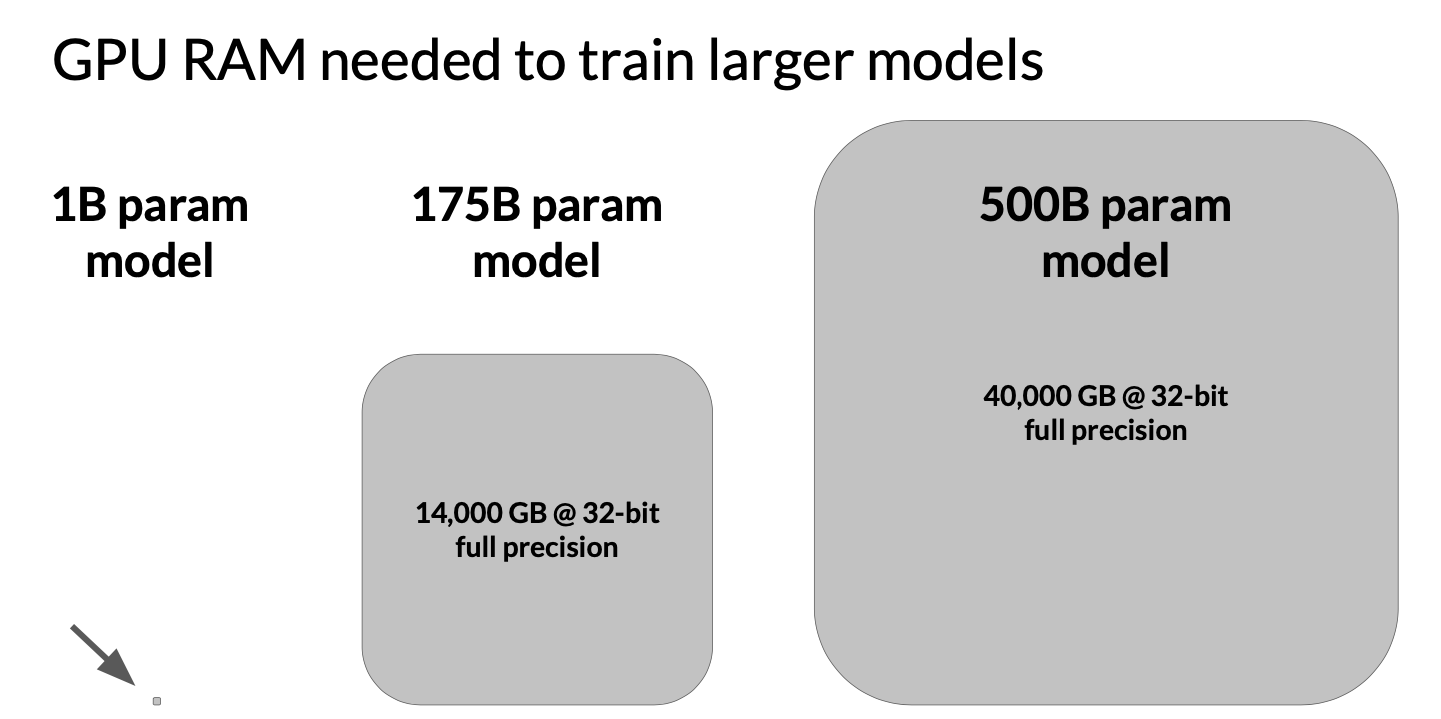 GPU RAM needed to train larger models
1B param
model
175B param
model
500B param
model
40,000 GB @ 32-bit
full precision
14,000 GB @ 32-bit
full precision